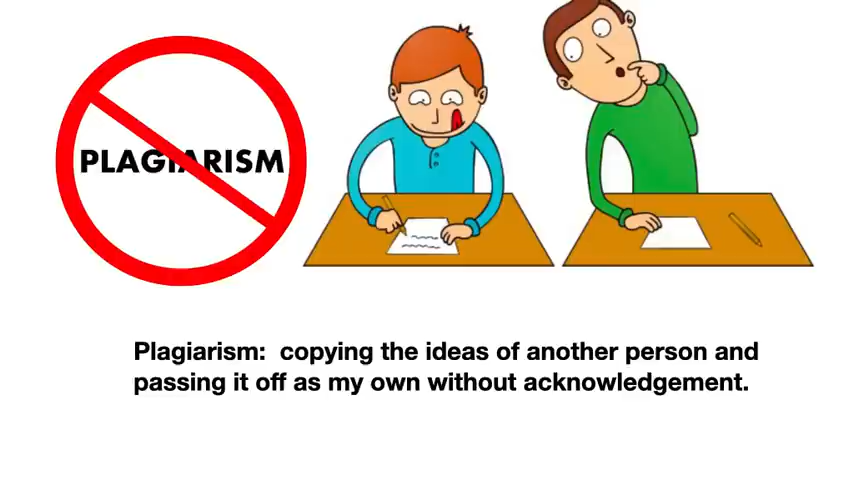 PLAGIARISM
Plagiarism:  copying the ideas of another person and
passing it off as my own without acknowledgement.